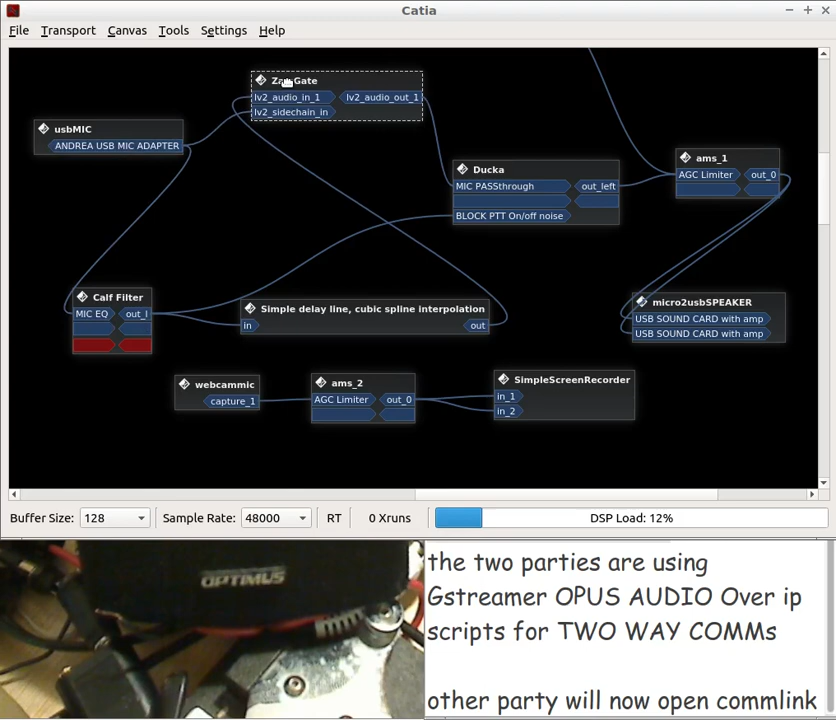 Catia
File Transport Canvas Tools Settings Help
lv2_audio_in_1 lv2_audio_out_1
lv2_sidechain_in
usbMIC
ANDREA USB MIC ADAPTER
Ducka
MIC PASSthrough out_left
BLOCK PTT On/off noise
ams_1
AGC Limiter out_0
Calf Filter
MIC EQ out_l
Simple delay line, cubic spline interpolation
in out
micro2usbSPEAKER
USB SOUND CARD with amp
USB SOUND CARD with amp
webcammic
capture_1
ams_2
AGC Limiter out_0
SimpleScreenRecorder
in_1
in_2
Buffer Size: 128 Sample Rate: 48000 RT 0 Xruns DSP Load: 12%
OPTIMUS
the two parties are using
Gstreamer OPUS AUDIO Over ip
scripts for TWO WAY COMMs
other party will now open commlink